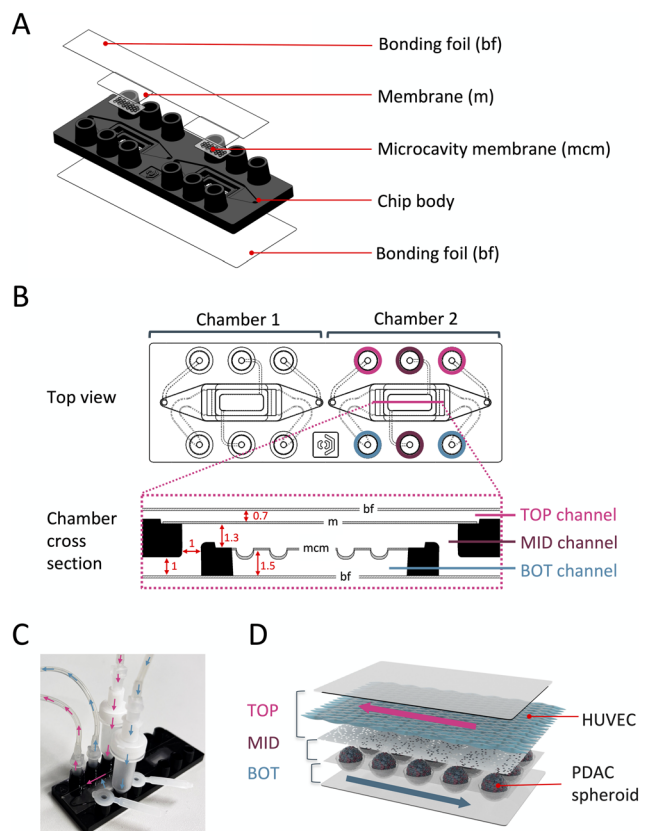 A
Bonding foil (bf)
Membrane (m)
Microcavity membrane (mcm)
Chip body
Bonding foil (bf)
B
Chamber 1
Chamber 2
Top view
Chamber
cross
section
bf
0.7
m
1.3
1
mcm
1
1.5
bf
TOP channel
MID channel
BOT channel
C
D
TOP
MID
BOT
HUVEC
PDAC
spheroid